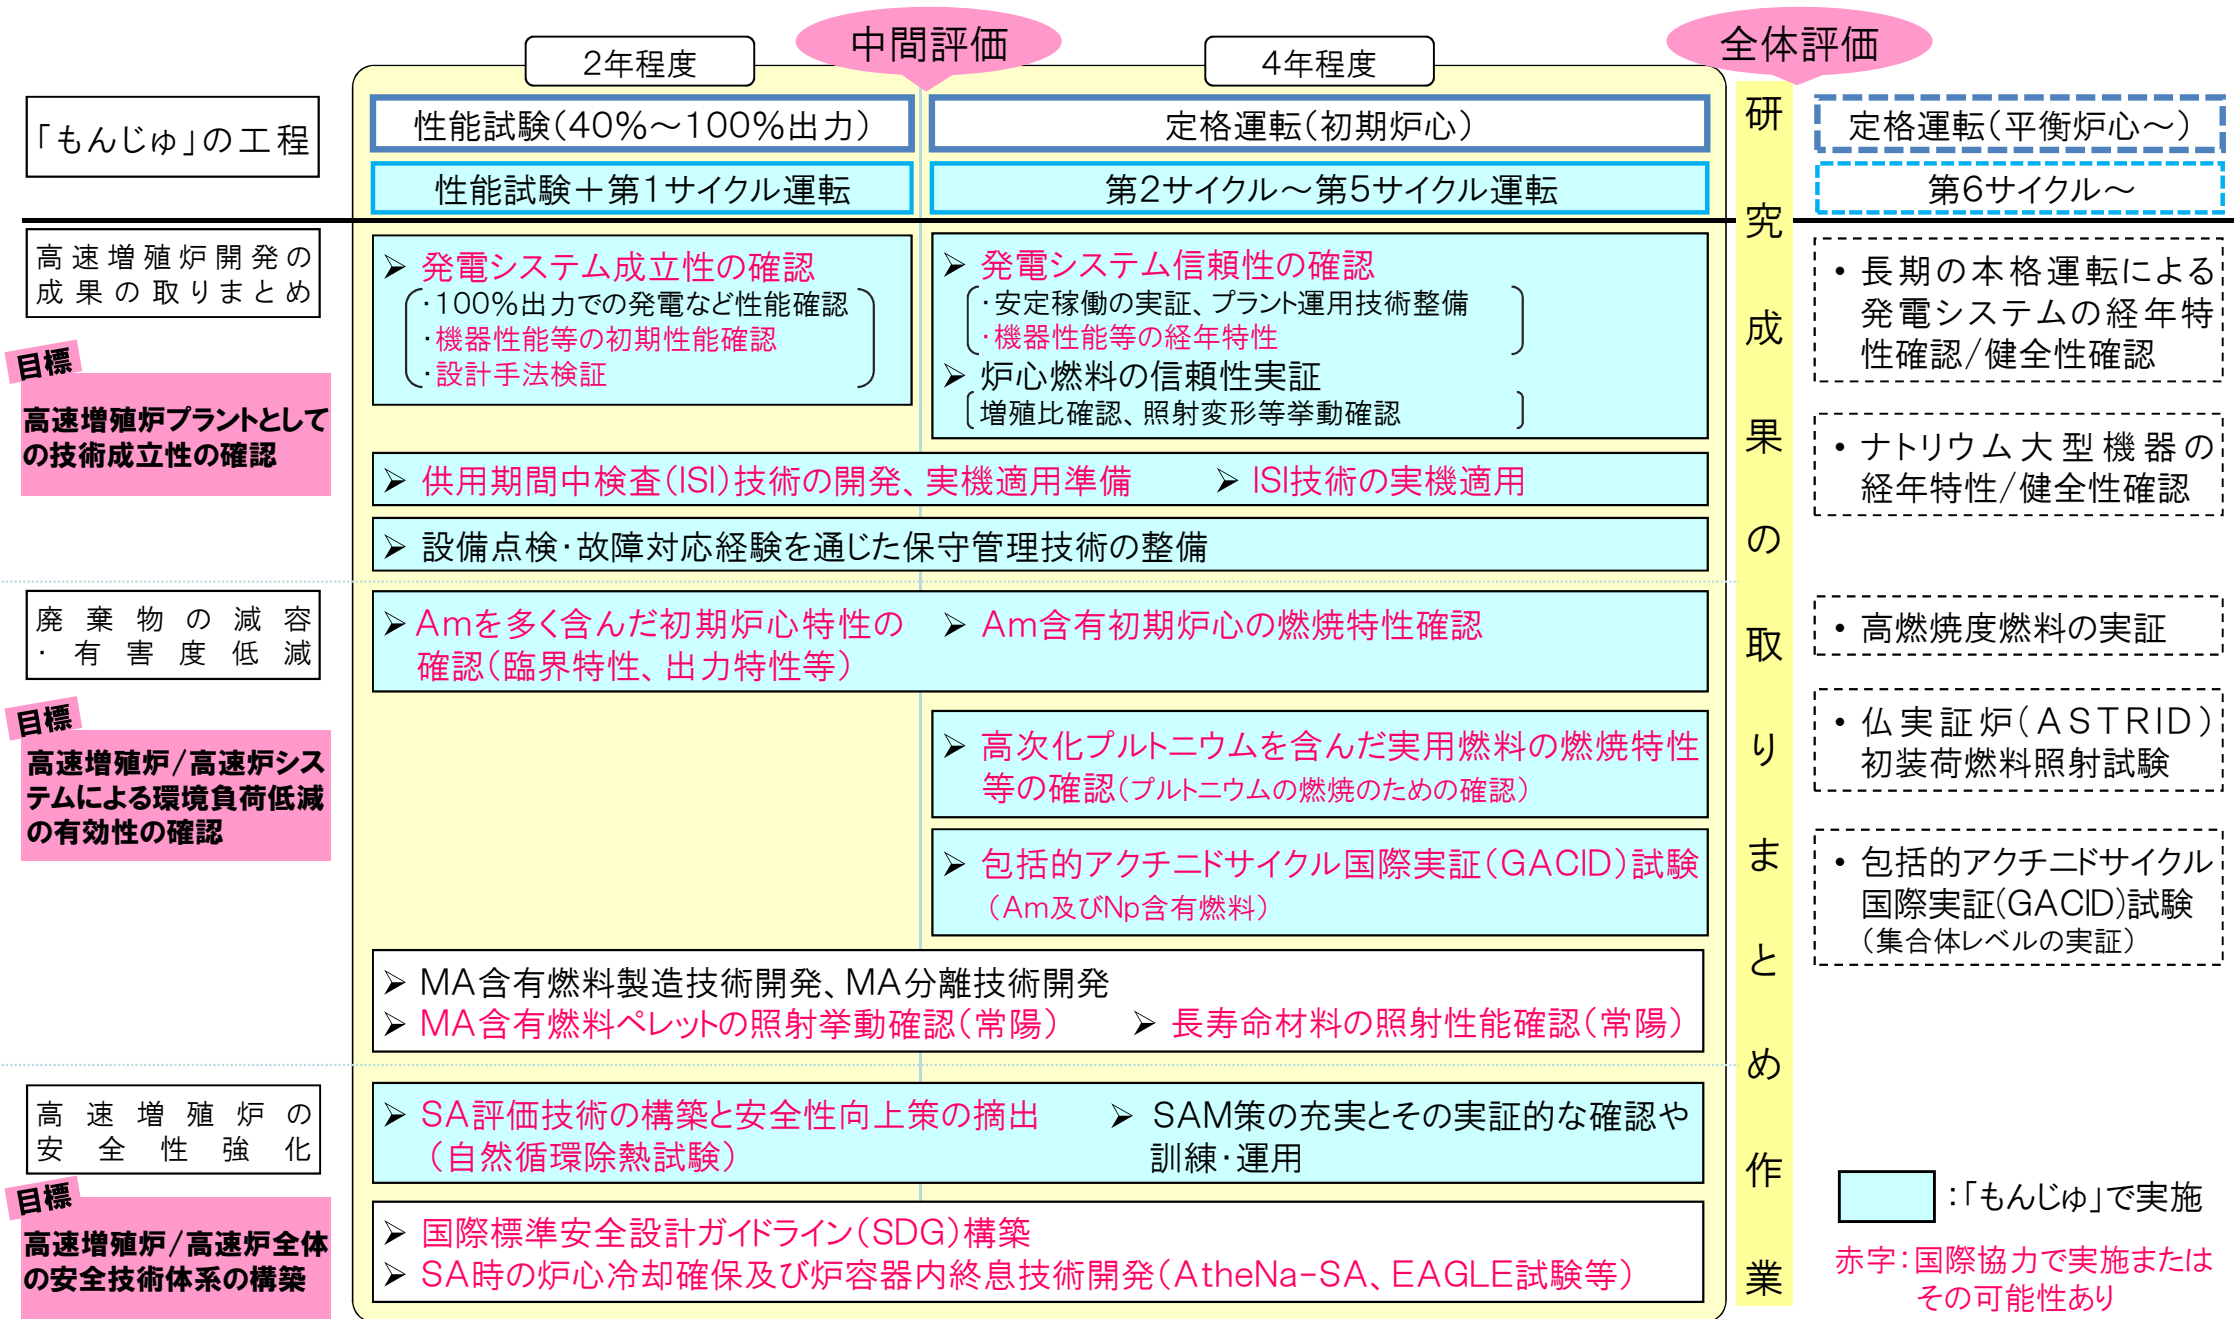 中間評価
全体評価
2年程度
4年程度
「もんじゅ」の工程
性能試験(40%～100%出力)
定格運転(初期炉心)
定格運転(平衡炉心～)
性能試験＋第1サイクル運転
第2サイクル～第5サイクル運転
第6サイクル～
研究成果の取りまとめ作業
高速増殖炉開発の
成果の取りまとめ
目標
高速増殖炉プラントとして
の技術成立性の確認
➢ 発電システム成立性の確認
・100%出力での発電など性能確認
・機器性能等の初期性能確認
・設計手法検証
➢ 発電システム信頼性の確認
・安定稼働の実証、プラント運用技術整備
・機器性能等の経年特性
➢ 炉心燃料の信頼性実証
増殖比確認、照射変形等挙動確認
➢ 供用期間中検査(ISI)技術の開発、実機適用準備
➢ ISI技術の実機適用
➢ 設備点検・故障対応経験を通じた保守管理技術の整備
• 長期の本格運転による
発電システムの経年特
性確認/健全性確認
• ナトリウム大型機器の
経年特性/健全性確認
廃棄物の減容
・有害度低減
目標
高速増殖炉/高速炉シス
テムによる環境負荷低減
の有効性の確認
➢ Amを多く含んだ初期炉心特性の
確認(臨界特性、出力特性等)
➢ Am含有初期炉心の燃焼特性確認
➢ 高次化プルトニウムを含んだ実用燃料の燃焼特性
等の確認(プルトニウムの燃焼のための確認)
➢ 包括的アクチニドサイクル国際実証(GACID)試験
(Am及びNp含有燃料)
➢ MA含有燃料製造技術開発、MA分離技術開発
➢ MA含有燃料ペレットの照射挙動確認(常陽)
➢ 長寿命材料の照射性能確認(常陽)
• 高燃焼度燃料の実証
• 仏実証炉(ASTRID)
初装荷燃料照射試験
• 包括的アクチニドサイクル
国際実証(GACID)試験
(集合体レベルの実証)
高速増殖炉の
安全性強化
目標
高速増殖炉/高速炉全体
の安全技術体系の構築
➢ SA評価技術の構築と安全性向上策の摘出
(自然循環除熱試験)
➢ SAM策の充実とその実証的な確認や
訓練・運用
➢ 国際標準安全設計ガイドライン(SDG)構築
➢ SA時の炉心冷却確保及び炉容器内終息技術開発(AtheNa-SA、EAGLE試験等)
：「もんじゅ」で実施
赤字：国際協力で実施または
その可能性あり